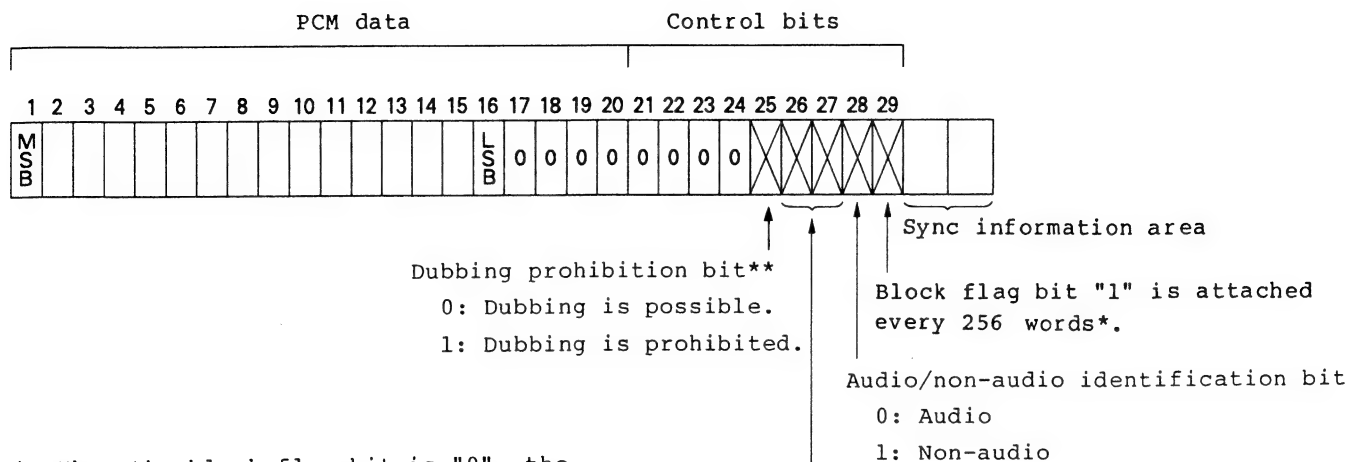 PCM data Control bits
1 2 3 4 5 6 7 8 9 10 11 12 13 14 15 16 17 18 19 20 21 22 23 24 25 26 27 28 29
MSB LSB 0 0 0 0 0 0 0 0
Sync information area
Dubbing prohibition bit**
0: Dubbing is possible.
1: Dubbing is prohibited.
Block flag bit "1" is attached
every 256 words*.
Audio/non-audio identification bit
0: Audio
1: Non-audio